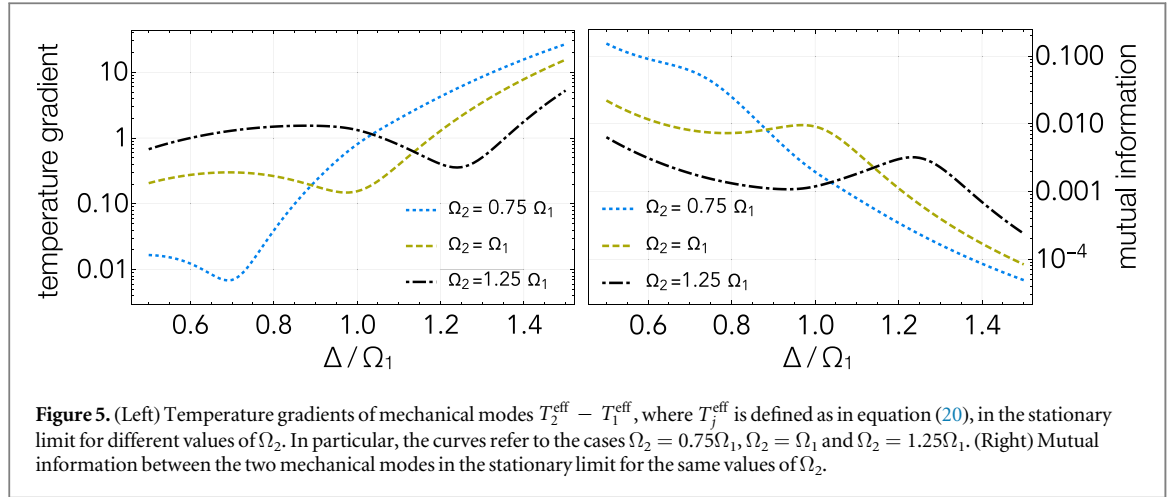 temperature gradient
10
1
0.10
0.01
Ω₂ = 0.75 Ω₁
Ω₂ = Ω₁
Ω₂ = 1.25 Ω₁
0.6 0.8 1.0 1.2 1.4
Δ / Ω₁
0.100
0.010
0.001
10⁻⁴
mutual information
Ω₂ = 0.75 Ω₁
Ω₂ = Ω₁
Ω₂ = 1.25 Ω₁
0.6 0.8 1.0 1.2 1.4
Δ / Ω₁
Figure 5. (Left) Temperature gradients of mechanical modes T₂^eff − T₁^eff, where T_j^eff is defined as in equation (20), in the stationary
limit for different values of Ω₂. In particular, the curves refer to the cases Ω₂ = 0.75Ω₁, Ω₂ = Ω₁ and Ω₂ = 1.25Ω₁. (Right) Mutual
information between the two mechanical modes in the stationary limit for the same values of Ω₂.